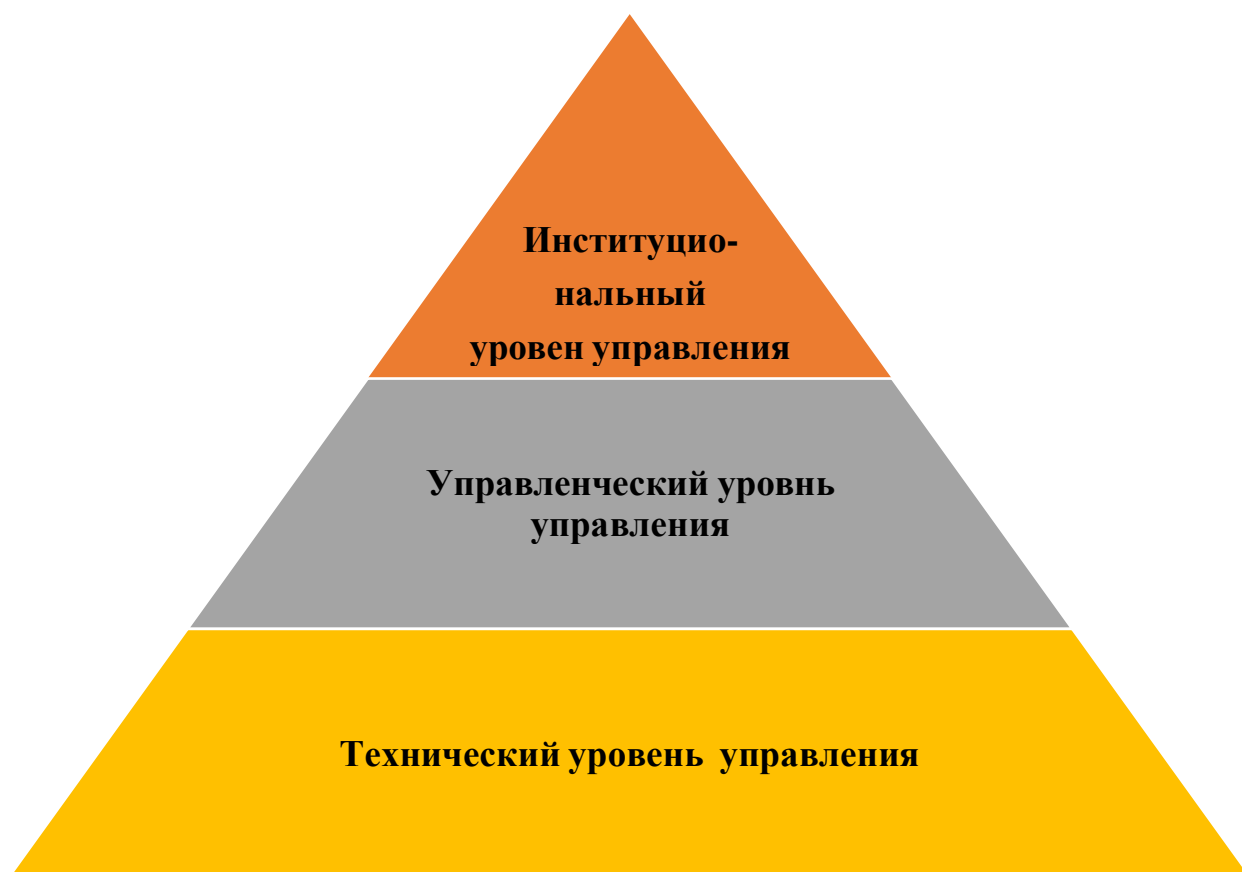 Институцио-
нальный
уровен управления
Управленческий уровнь
управления
Технический уровень  управления